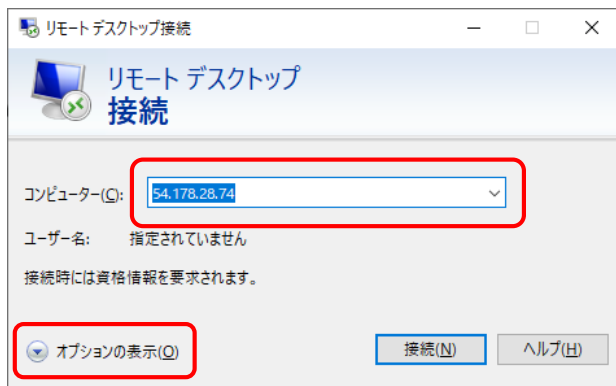 リモート デスクトップ接続
リモート デスクトップ
接続
コンピューター(C): 54.178.28.74
ユーザー名: 指定されていません
接続時には資格情報を要求されます。
オプションの表示(O) 接続(N) ヘルプ(H)